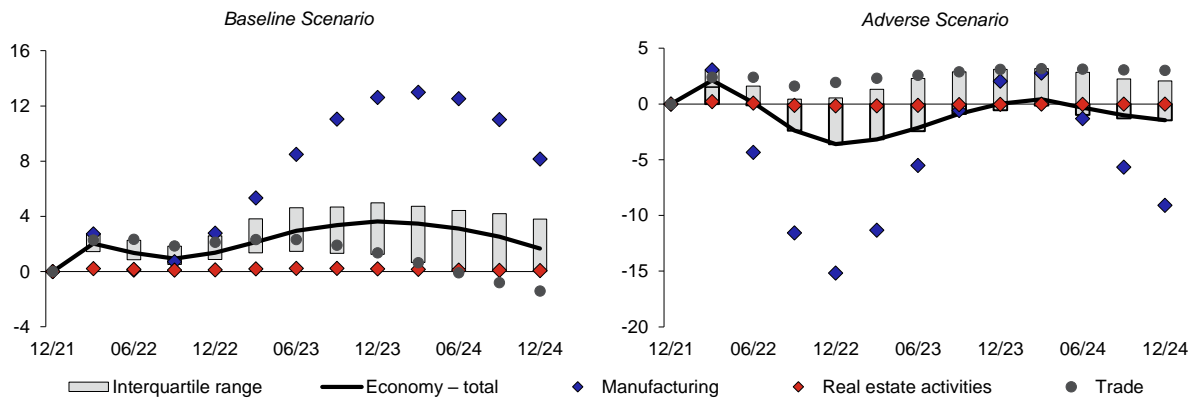 Baseline Scenario
Adverse Scenario
16
12
8
4
0
-4
12/21 06/22 12/22 06/23 12/23 06/24 12/24
5
0
-5
-10
-15
-20
12/21 06/22 12/22 06/23 12/23 06/24 12/24
Interquartile range Economy – total Manufacturing Real estate activities Trade